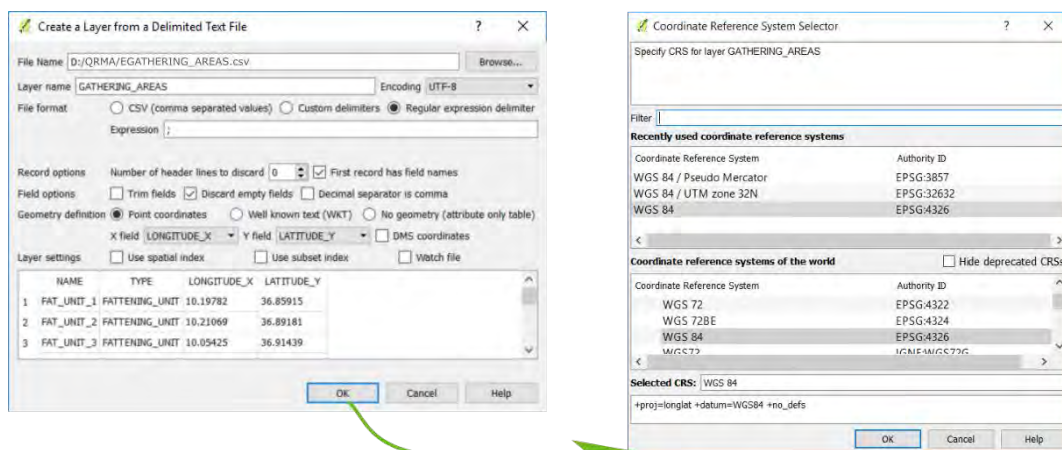 Create a Layer from a Delimited Text File ? ×
File Name D:/QRMA/EGATHERING_AREAS.csv Browse...
Layer name GATHERING_AREAS Encoding UTF-8
File format CSV (comma separated values) Custom delimiters Regular expression delimiter
Expression ;
Record options Number of header lines to discard 0 First record has field names
Field options Trim fields Discard empty fields Decimal separator is comma
Geometry definition Point coordinates Well known text (WKT) No geometry (attribute only table)
X field LONGITUDE_X Y field LATITUDE_Y DMS coordinates
Layer settings Use spatial index Use subset index Watch file
NAME TYPE LONGITUDE_X LATITUDE_Y
1 FAT_UNIT_1 FATTENING_UNIT 10.19782 36.85915
2 FAT_UNIT_2 FATTENING_UNIT 10.21069 36.89181
3 FAT_UNIT_3 FATTENING_UNIT 10.05425 36.91439
OK Cancel Help
Coordinate Reference System Selector ? ×
Specify CRS for layer GATHERING_AREAS
Filter
Recently used coordinate reference systems
Coordinate Reference System Authority ID
WGS 84 / Pseudo Mercator EPSG:3857
WGS 84 / UTM zone 32N EPSG:32632
WGS 84 EPSG:4326
Coordinate reference systems of the world Hide deprecated CRSs
Coordinate Reference System Authority ID
WGS 72 EPSG:4322
WGS 72BE EPSG:4324
WGS 84 EPSG:4326
WGS72 IGNF:WGS72G
Selected CRS: WGS 84
+proj=longlat +datum=WGS84 +no_defs
OK Cancel Help